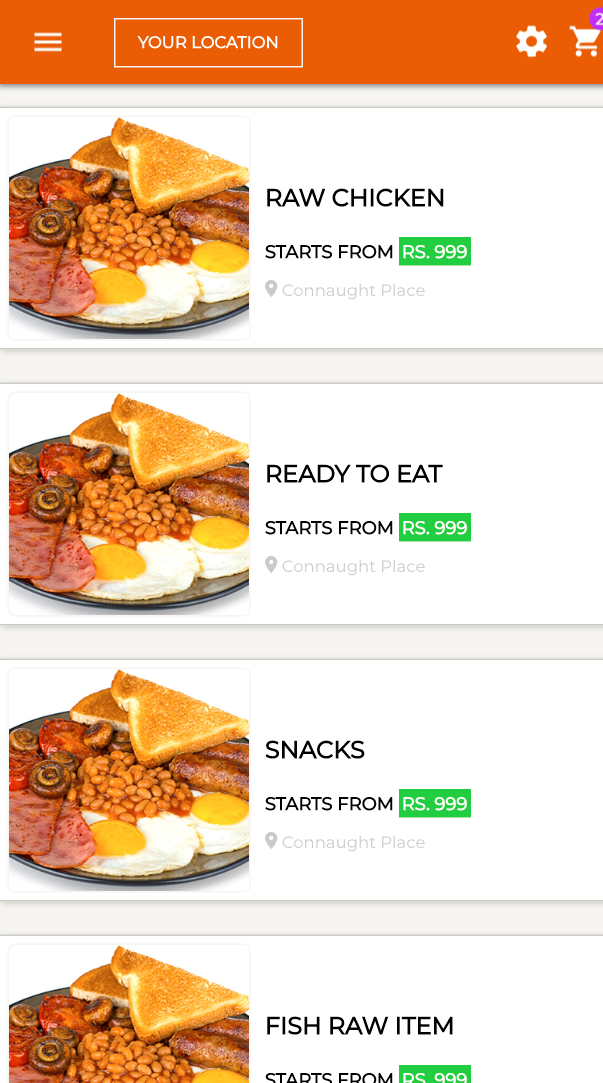 YOUR LOCATION
2
RAW CHICKEN
STARTS FROM RS. 999
Connaught Place
READY TO EAT
STARTS FROM RS. 999
Connaught Place
SNACKS
STARTS FROM RS. 999
Connaught Place
FISH RAW ITEM
STARTS FROM RS. 999